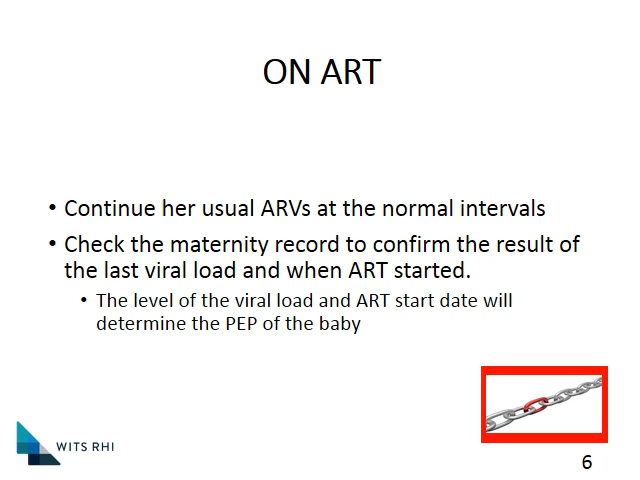 ON ART
• Continue her usual ARVs at the normal intervals
• Check the maternity record to confirm the result of
the last viral load and when ART started.
• The level of the viral load and ART start date will
determine the PEP of the baby
WITS RHI
6